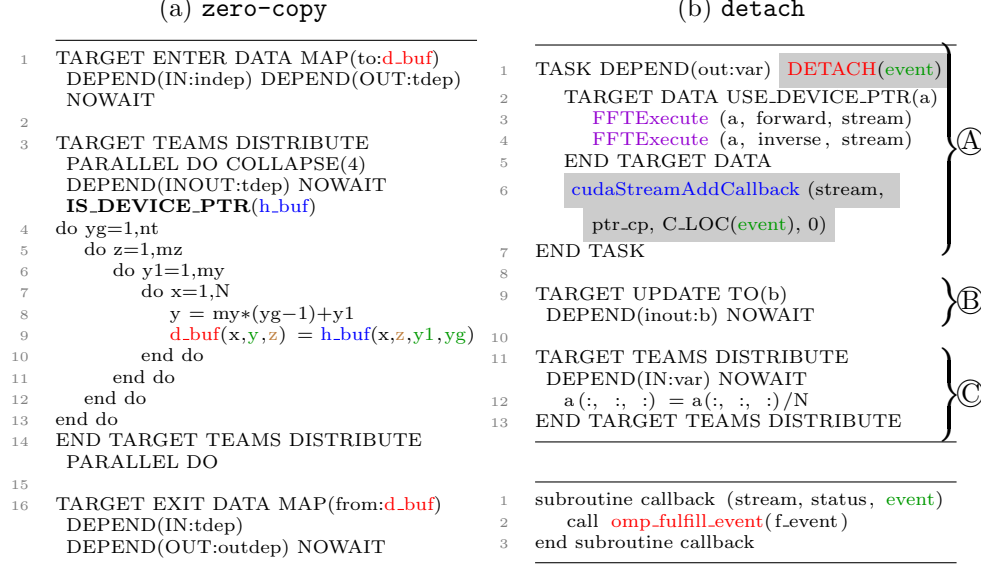 (a) zero-copy
1 TARGET ENTER DATA MAP(to:d_buf)
DEPEND(IN:indep) DEPEND(OUT:tdep)
NOWAIT
2
3 TARGET TEAMS DISTRIBUTE
PARALLEL DO COLLAPSE(4)
DEPEND(INOUT:tdep) NOWAIT
IS_DEVICE_PTR(h_buf)
4 do yg=1,nt
5 do z=1,mz
6 do y1=1,my
7 do x=1,N
8 y = my*(yg−1)+y1
9 d_buf(x,y,z) = h_buf(x,z,y1,yg)
10 end do
11 end do
12 end do
13 end do
14 END TARGET TEAMS DISTRIBUTE
PARALLEL DO
15
16 TARGET EXIT DATA MAP(from:d_buf)
DEPEND(IN:tdep)
DEPEND(OUT:outdep) NOWAIT
(b) detach
1 TASK DEPEND(out:var) DETACH(event)
2 TARGET DATA USE_DEVICE_PTR(a)
3 FFTExecute (a, forward, stream)
4 FFTExecute (a, inverse, stream)
5 END TARGET DATA
6 cudaStreamAddCallback (stream,
ptr_cp, C_LOC(event), 0)
7 END TASK
Ⓐ
8
9 TARGET UPDATE TO(b)
DEPEND(inout:b) NOWAIT
Ⓑ
10
11 TARGET TEAMS DISTRIBUTE
DEPEND(IN:var) NOWAIT
12 a(:, :, :) = a(:, :, :)/N
13 END TARGET TEAMS DISTRIBUTE
Ⓒ
1 subroutine callback (stream, status, event)
2 call omp_fulfill_event(f_event)
3 end subroutine callback